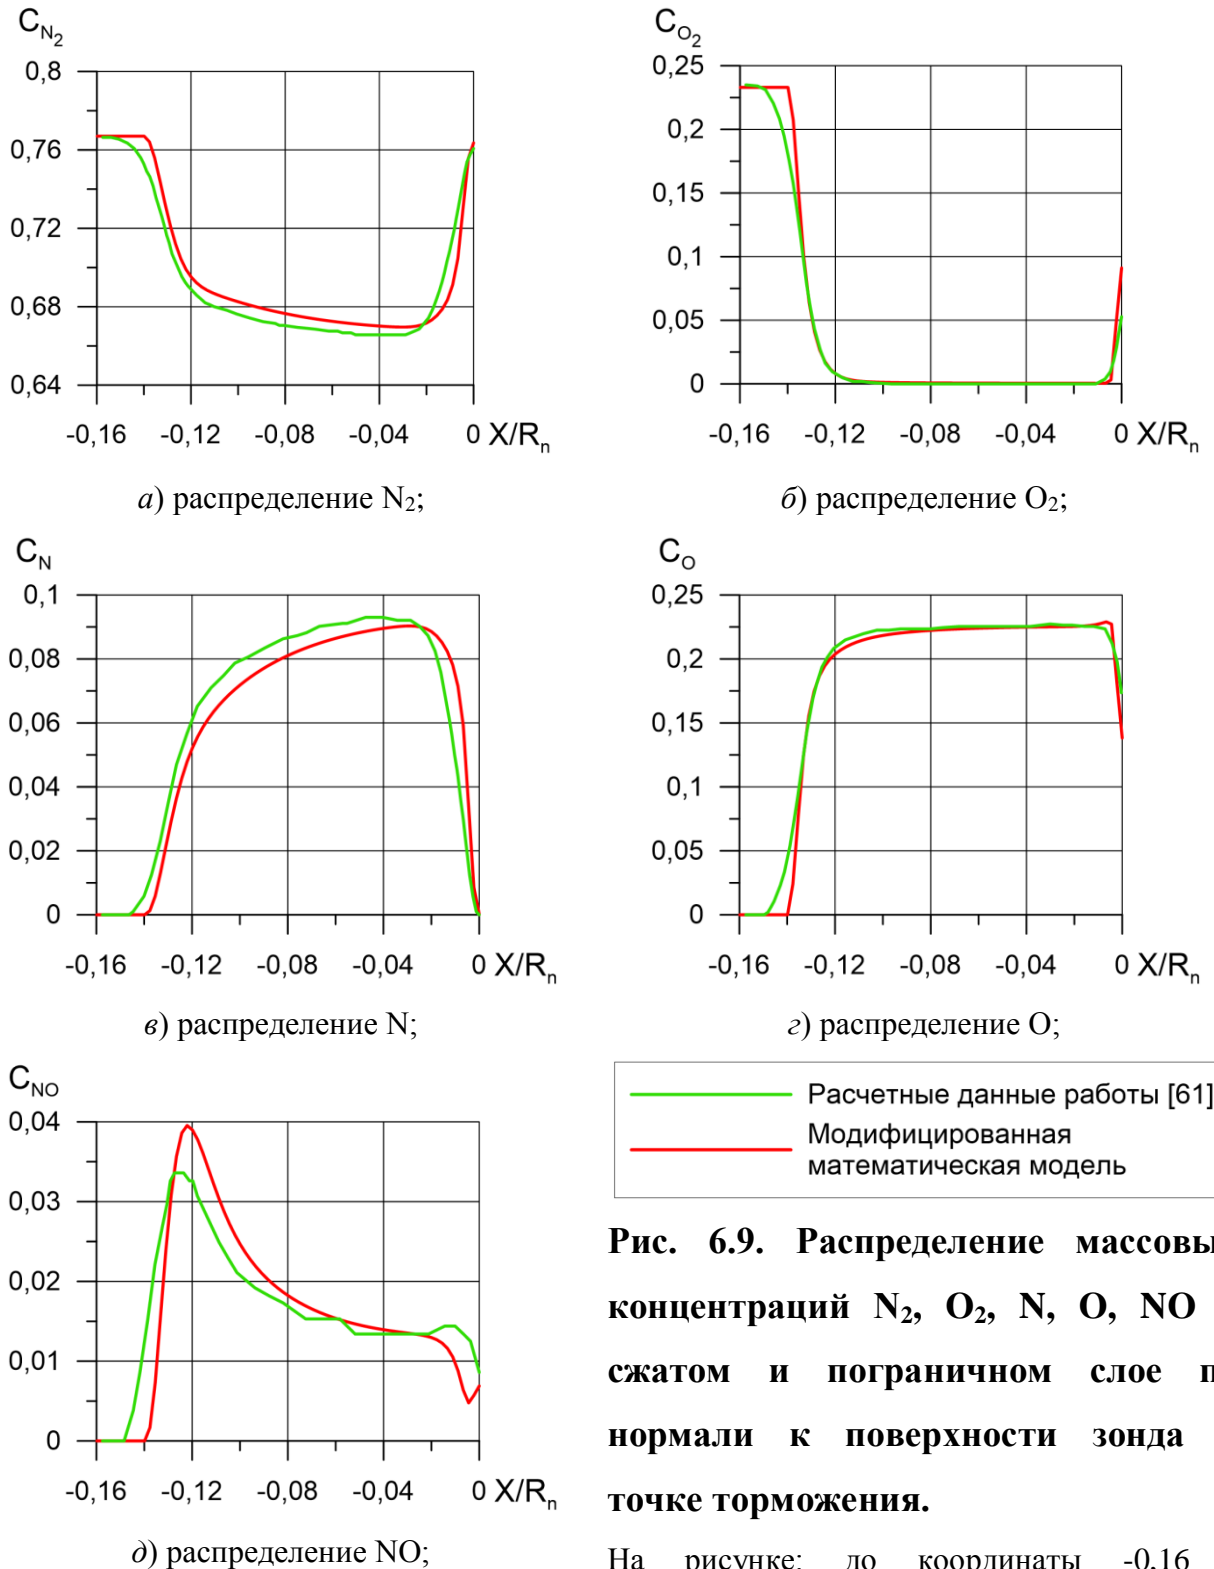 C_N₂
0,8
0,76
0,72
0,68
0,64
-0,16 -0,12 -0,08 -0,04 0 X/Rₙ
а) распределение N₂;
C_O₂
0,25
0,2
0,15
0,1
0,05
0
-0,16 -0,12 -0,08 -0,04 0 X/Rₙ
б) распределение O₂;
C_N
0,1
0,08
0,06
0,04
0,02
0
-0,16 -0,12 -0,08 -0,04 0 X/Rₙ
в) распределение N;
C_O
0,25
0,2
0,15
0,1
0,05
0
-0,16 -0,12 -0,08 -0,04 0 X/Rₙ
г) распределение O;
C_NO
0,04
0,03
0,02
0,01
0
-0,16 -0,12 -0,08 -0,04 0 X/Rₙ
д) распределение NO;
Расчетные данные работы [61]
Модифицированная
математическая модель
Рис. 6.9. Распределение массовы
концентраций N₂, O₂, N, O, NO
сжатом и пограничном слое п
нормали к поверхности зонда
точке торможения.
На рисунке: до координаты -0,16